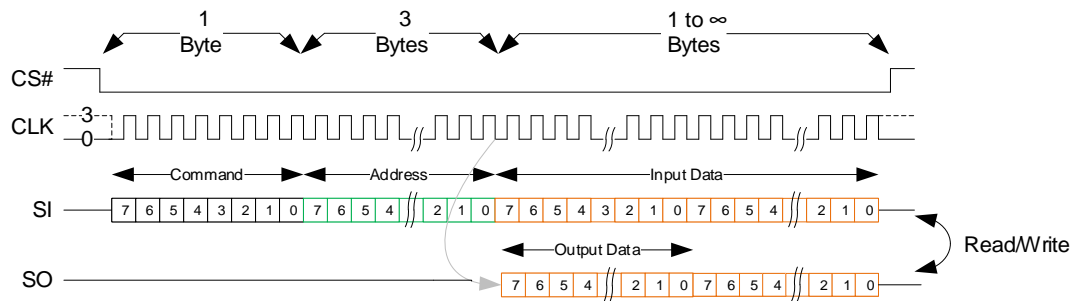 1 3 1 to ∞
Byte Bytes Bytes
CS#
3
CLK
0
Command Address Input Data
SI 7 6 5 4 3 2 1 0 7 6 5 4 2 1 0 7 6 5 4 3 2 1 0 7 6 5 4 2 1 0
Output Data Read/Write
SO 7 6 5 4 2 1 0 7 6 5 4 2 1 0